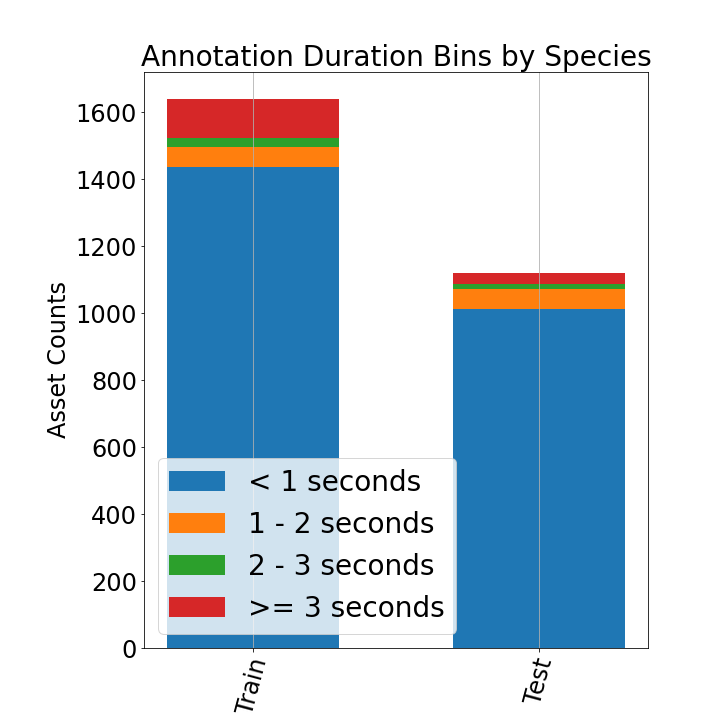 Annotation Duration Bins by Species
Asset Counts
1600
1400
1200
1000
800
600
400
200
0
< 1 seconds
1 - 2 seconds
2 - 3 seconds
>= 3 seconds
Train
Test